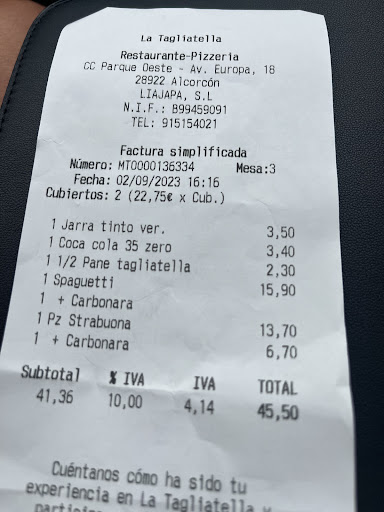 La Tagliatella
Restaurante-Pizzeria
CC Parque Oeste - Av. Europa, 18
28922 Alcorcón
LIAJAPA, S.L
N.I.F.: B99459091
TEL: 915154021
Factura simplificada
Número: MT0000136334 Mesa:3
Fecha: 02/09/2023 16:16
Cubiertos: 2 (22,75€ x Cub.)
1 Jarra tinto ver. 3,50
1 Coca cola 35 zero 3,40
1 1/2 Pane tagliatella 2,30
1 Spaguetti 15,90
1 + Carbonara
1 Pz Strabuona 13,70
1 + Carbonara 6,70
Subtotal % IVA IVA TOTAL
41,36 10,00 4,14 45,50
Cuéntanos cómo ha sido tu
experiencia en La Tagliatella y